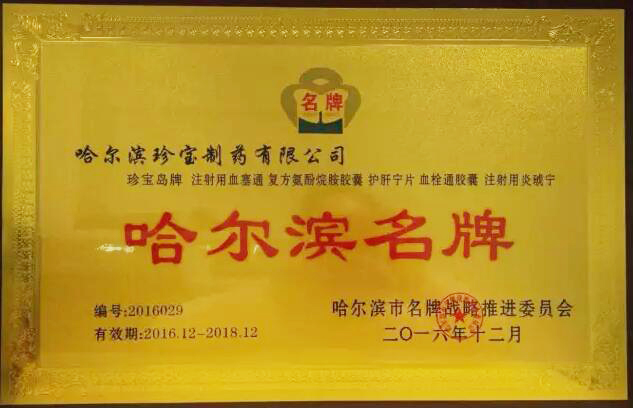 名牌
哈尔滨珍宝制药有限公司
珍宝岛牌 注射用血塞通 复方氨酚烷胺胶囊 护肝宁片 血栓通胶囊 注射用炎琥宁
哈尔滨名牌
编号:2016029
有效期:2016.12-2018.12
哈尔滨市名牌战略推进委员会
二〇一六年十二月